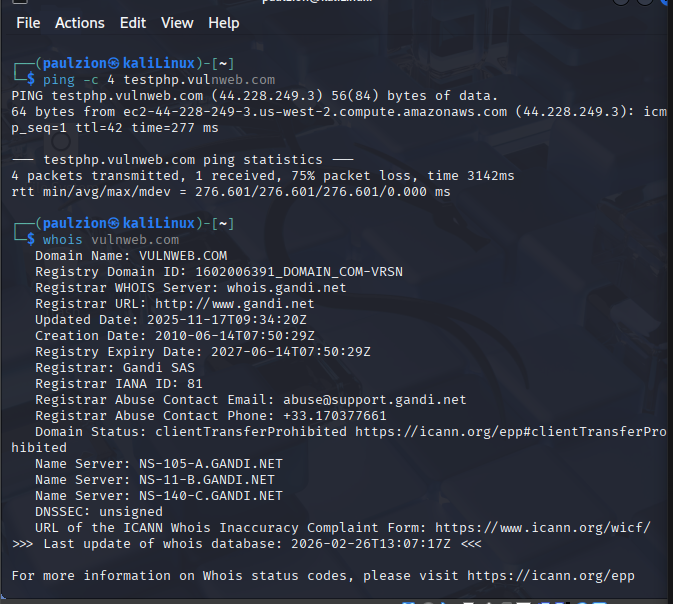 File Actions Edit View Help
┌──(paulzion㉿kaliLinux)-[~]
└─$ ping -c 4 testphp.vulnweb.com
PING testphp.vulnweb.com (44.228.249.3) 56(84) bytes of data.
64 bytes from ec2-44-228-249-3.us-west-2.compute.amazonaws.com (44.228.249.3): icm
p_seq=1 ttl=42 time=277 ms
--- testphp.vulnweb.com ping statistics ---
4 packets transmitted, 1 received, 75% packet loss, time 3142ms
rtt min/avg/max/mdev = 276.601/276.601/276.601/0.000 ms
┌──(paulzion㉿kaliLinux)-[~]
└─$ whois vulnweb.com
Domain Name: VULNWEB.COM
Registry Domain ID: 1602006391_DOMAIN_COM-VRSN
Registrar WHOIS Server: whois.gandi.net
Registrar URL: http://www.gandi.net
Updated Date: 2025-11-17T09:34:20Z
Creation Date: 2010-06-14T07:50:29Z
Registry Expiry Date: 2027-06-14T07:50:29Z
Registrar: Gandi SAS
Registrar IANA ID: 81
Registrar Abuse Contact Email: abuse@support.gandi.net
Registrar Abuse Contact Phone: +33.170377661
Domain Status: clientTransferProhibited https://icann.org/epp#clientTransferPro
hibited
Name Server: NS-105-A.GANDI.NET
Name Server: NS-11-B.GANDI.NET
Name Server: NS-140-C.GANDI.NET
DNSSEC: unsigned
URL of the ICANN Whois Inaccuracy Complaint Form: https://www.icann.org/wicf/
>>> Last update of whois database: 2026-02-26T13:07:17Z <<<
For more information on Whois status codes, please visit https://icann.org/epp